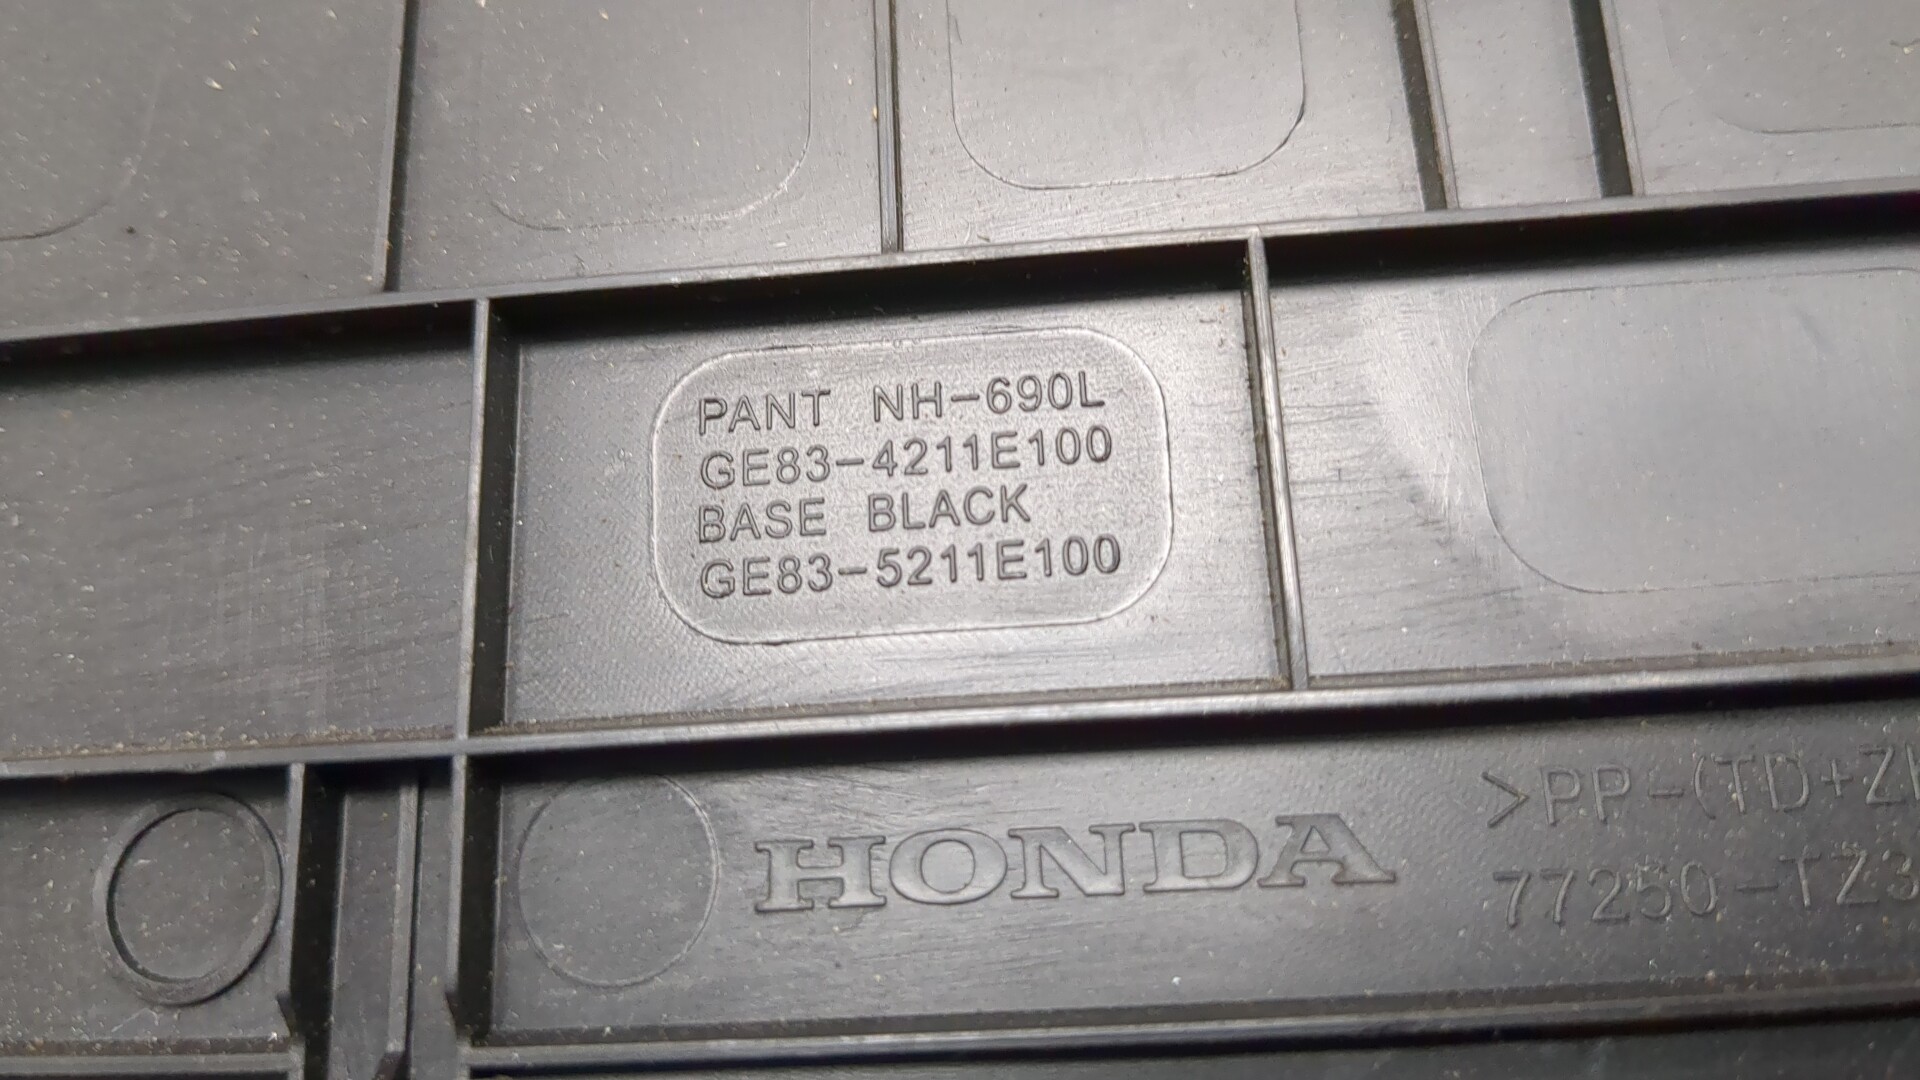 PANT NH-690L
GE83-4211E100
BASE BLACK
GE83-5211E100
HONDA
>PP-(TD+Z
77250-TZ3